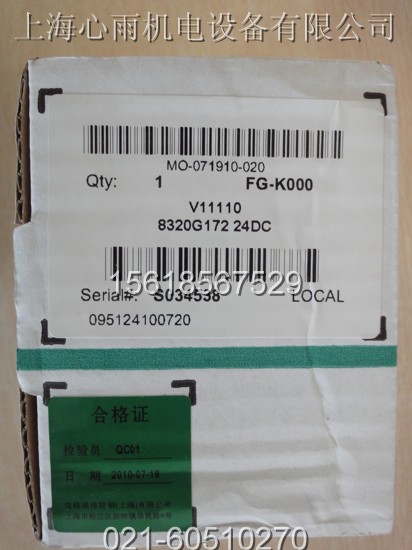 上海心雨机电设备有限公司
MO-071910-020
Qty: 1 FG-K000
V11110
8320G172 24DC
15618567529
Serial#: S034538 LOCAL
095124100720
合格证
检验员 QC01
日期 2010-07-19
021-60510270